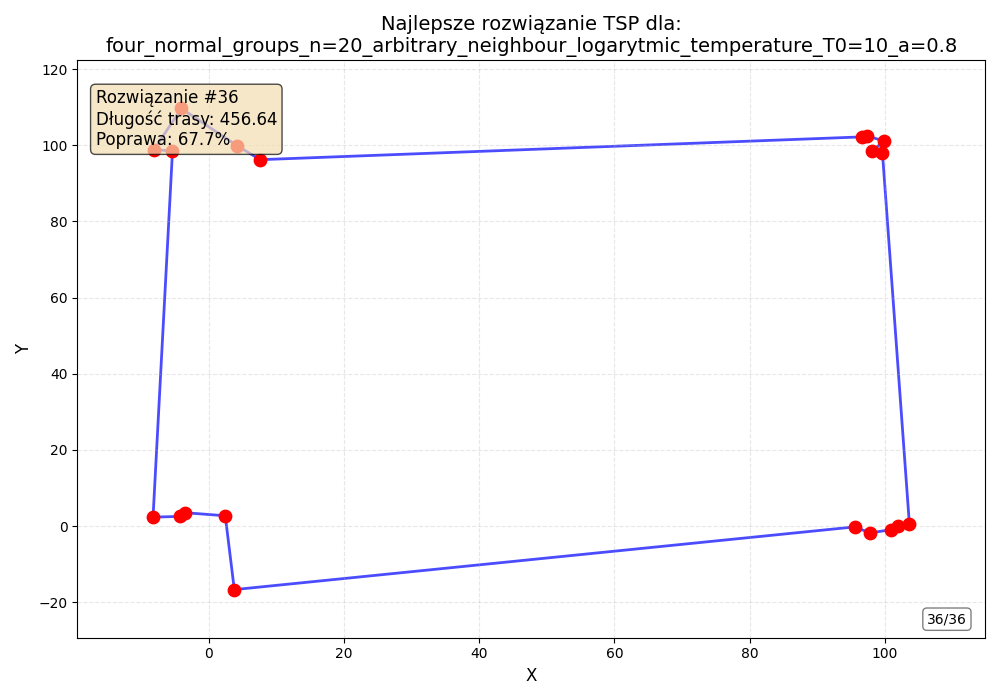 Najlepsze rozwiązanie TSP dla:
four_normal_groups_n=20_arbitrary_neighbour_logarytmic_temperature_T0=10_a=0.8
Rozwiązanie #36
Długość trasy: 456.64
Poprawa: 67.7%
120
100
80
60
40
20
0
−20
Y
0
20
40
60
80
100
X
36/36